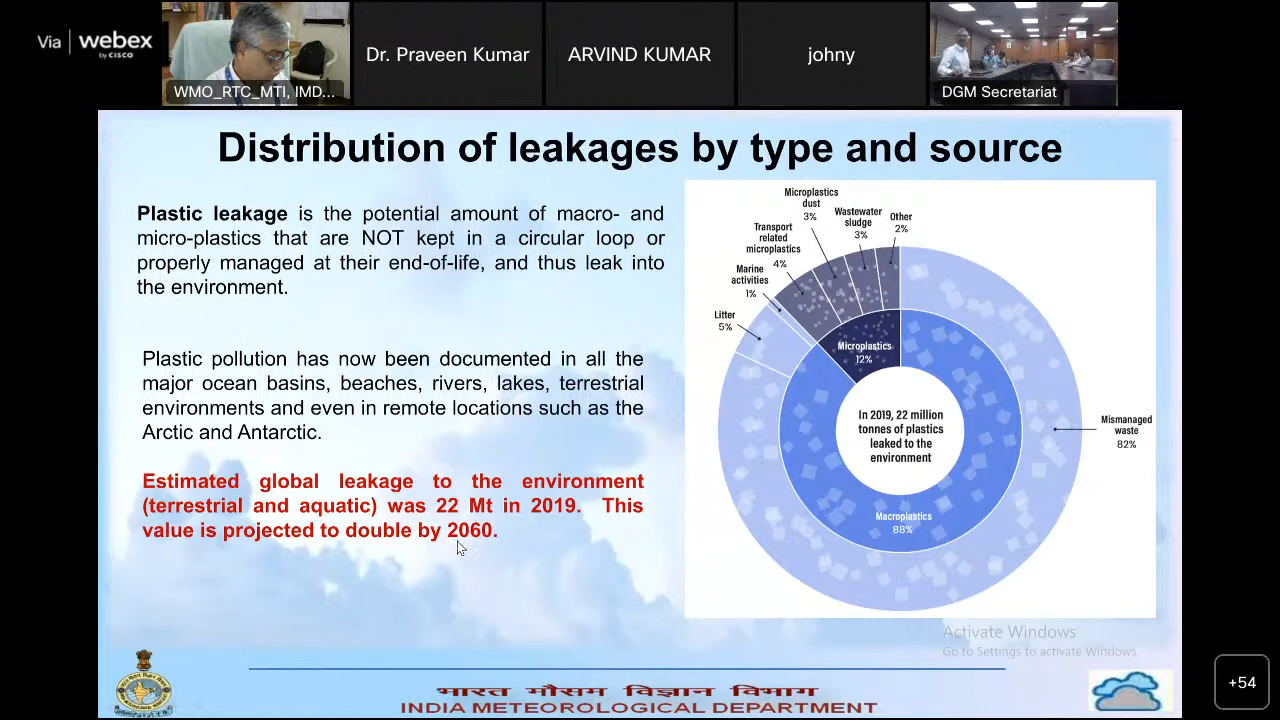 Via webex
by CISCO
WMO_RTC_MTI, IMD...
Dr. Praveen Kumar
ARVIND KUMAR
johny
DGM Secretariat
Distribution of leakages by type and source
Plastic leakage is the potential amount of macro- and
micro-plastics that are NOT kept in a circular loop or
properly managed at their end-of-life, and thus leak into
the environment.
Plastic pollution has now been documented in all the
major ocean basins, beaches, rivers, lakes, terrestrial
environments and even in remote locations such as the
Arctic and Antarctic.
Estimated global leakage to the environment
(terrestrial and aquatic) was 22 Mt in 2019. This
value is projected to double by 2060.
Microplastics
dust
3%
Wastewater
sludge
3%
Other
2%
Transport
related
microplastics
4%
Marine
activities
1%
Litter
5%
Microplastics
12%
In 2019, 22 million
tonnes of plastics
leaked to the
environment
Mismanaged
waste
82%
Macroplastics
88%
Activate Windows
Go to Settings to activate Windows.
भारत मौसम विज्ञान विभाग
INDIA METEOROLOGICAL DEPARTMENT
+54